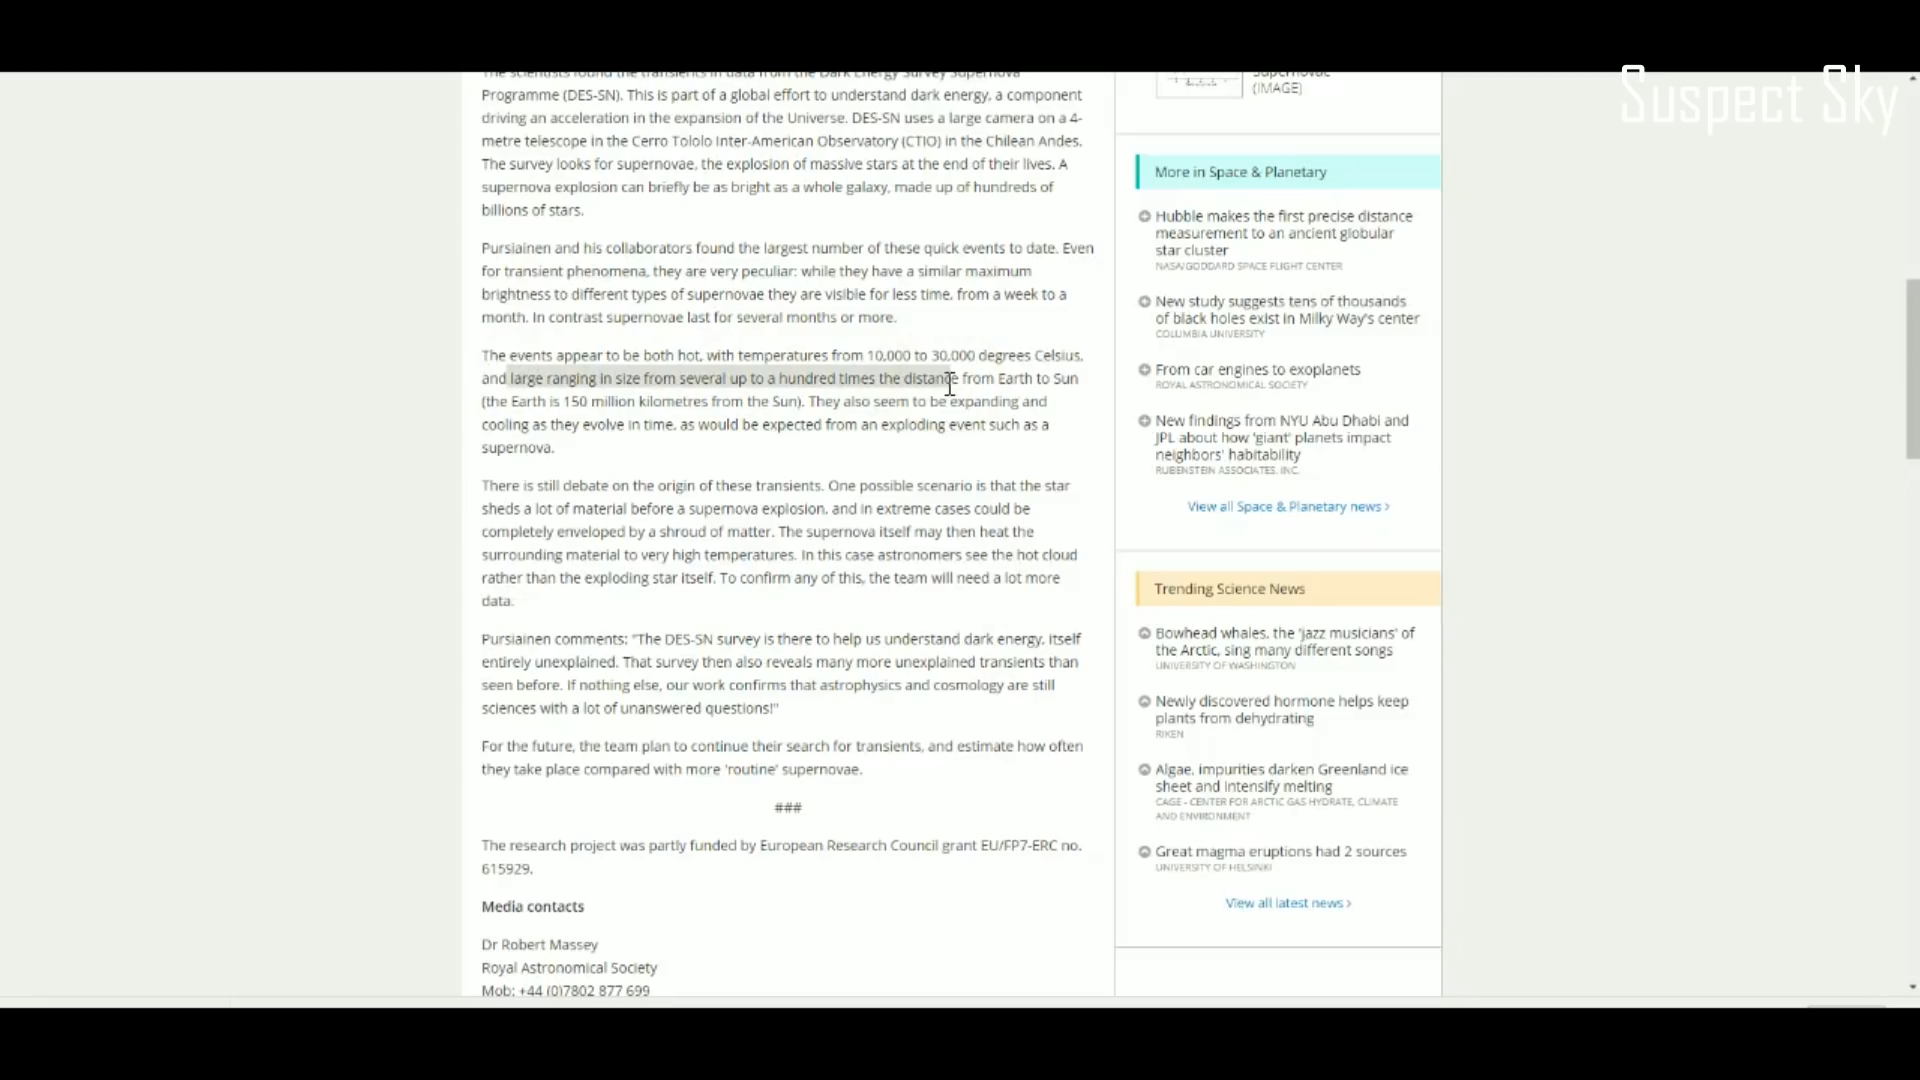 The scientists found the transients in data from the Dark Energy Survey Supernova
Programme (DES-SN). This is part of a global effort to understand dark energy, a component
driving an acceleration in the expansion of the Universe. DES-SN uses a large camera on a 4-
metre telescope in the Cerro Tololo Inter-American Observatory (CTIO) in the Chilean Andes.
The survey looks for supernovae, the explosion of massive stars at the end of their lives. A
supernova explosion can briefly be as bright as a whole galaxy, made up of hundreds of
billions of stars.
Pursiainen and his collaborators found the largest number of these quick events to date. Even
for transient phenomena, they are very peculiar: while they have a similar maximum
brightness to different types of supernovae they are visible for less time, from a week to a
month. In contrast supernovae last for several months or more.
The events appear to be both hot, with temperatures from 10,000 to 30,000 degrees Celsius,
and large ranging in size from several up to a hundred times the distance from Earth to Sun
(the Earth is 150 million kilometres from the Sun). They also seem to be expanding and
cooling as they evolve in time, as would be expected from an exploding event such as a
supernova.
There is still debate on the origin of these transients. One possible scenario is that the star
sheds a lot of material before a supernova explosion, and in extreme cases could be
completely enveloped by a shroud of matter. The supernova itself may then heat the
surrounding material to very high temperatures. In this case astronomers see the hot cloud
rather than the exploding star itself. To confirm any of this, the team will need a lot more
data.
Pursiainen comments: "The DES-SN survey is there to help us understand dark energy, itself
entirely unexplained. That survey then also reveals many more unexplained transients than
seen before. If nothing else, our work confirms that astrophysics and cosmology are still
sciences with a lot of unanswered questions!"
For the future, the team plan to continue their search for transients, and estimate how often
they take place compared with more 'routine' supernovae.
###
The research project was partly funded by European Research Council grant EU/FP7-ERC no.
615929.
Media contacts
Dr Robert Massey
Royal Astronomical Society
Mob: +44 (0)7802 877 699
Supernovae
(IMAGE)
Suspect Sky
More in Space & Planetary
Hubble makes the first precise distance
measurement to an ancient globular
star cluster
NASA/GODDARD SPACE FLIGHT CENTER
New study suggests tens of thousands
of black holes exist in Milky Way's center
COLUMBIA UNIVERSITY
From car engines to exoplanets
ROYAL ASTRONOMICAL SOCIETY
New findings from NYU Abu Dhabi and
JPL about how 'giant' planets impact
neighbors' habitability
RUBENSTEIN ASSOCIATES, INC.
View all Space & Planetary news >
Trending Science News
Bowhead whales, the 'jazz musicians' of
the Arctic, sing many different songs
UNIVERSITY OF WASHINGTON
Newly discovered hormone helps keep
plants from dehydrating
RIKEN
Algae, impurities darken Greenland ice
sheet and intensify melting
CAGE - CENTER FOR ARCTIC GAS HYDRATE, CLIMATE
AND ENVIRONMENT
Great magma eruptions had 2 sources
UNIVERSITY OF HELSINKI
View all latest news >